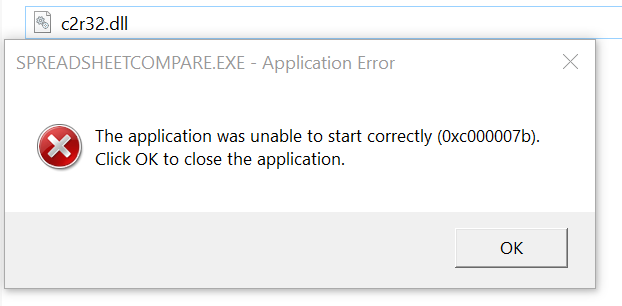 c2r32.dll
SPREADSHEETCOMPARE.EXE - Application Error
The application was unable to start correctly (0xc000007b).
Click OK to close the application.
OK